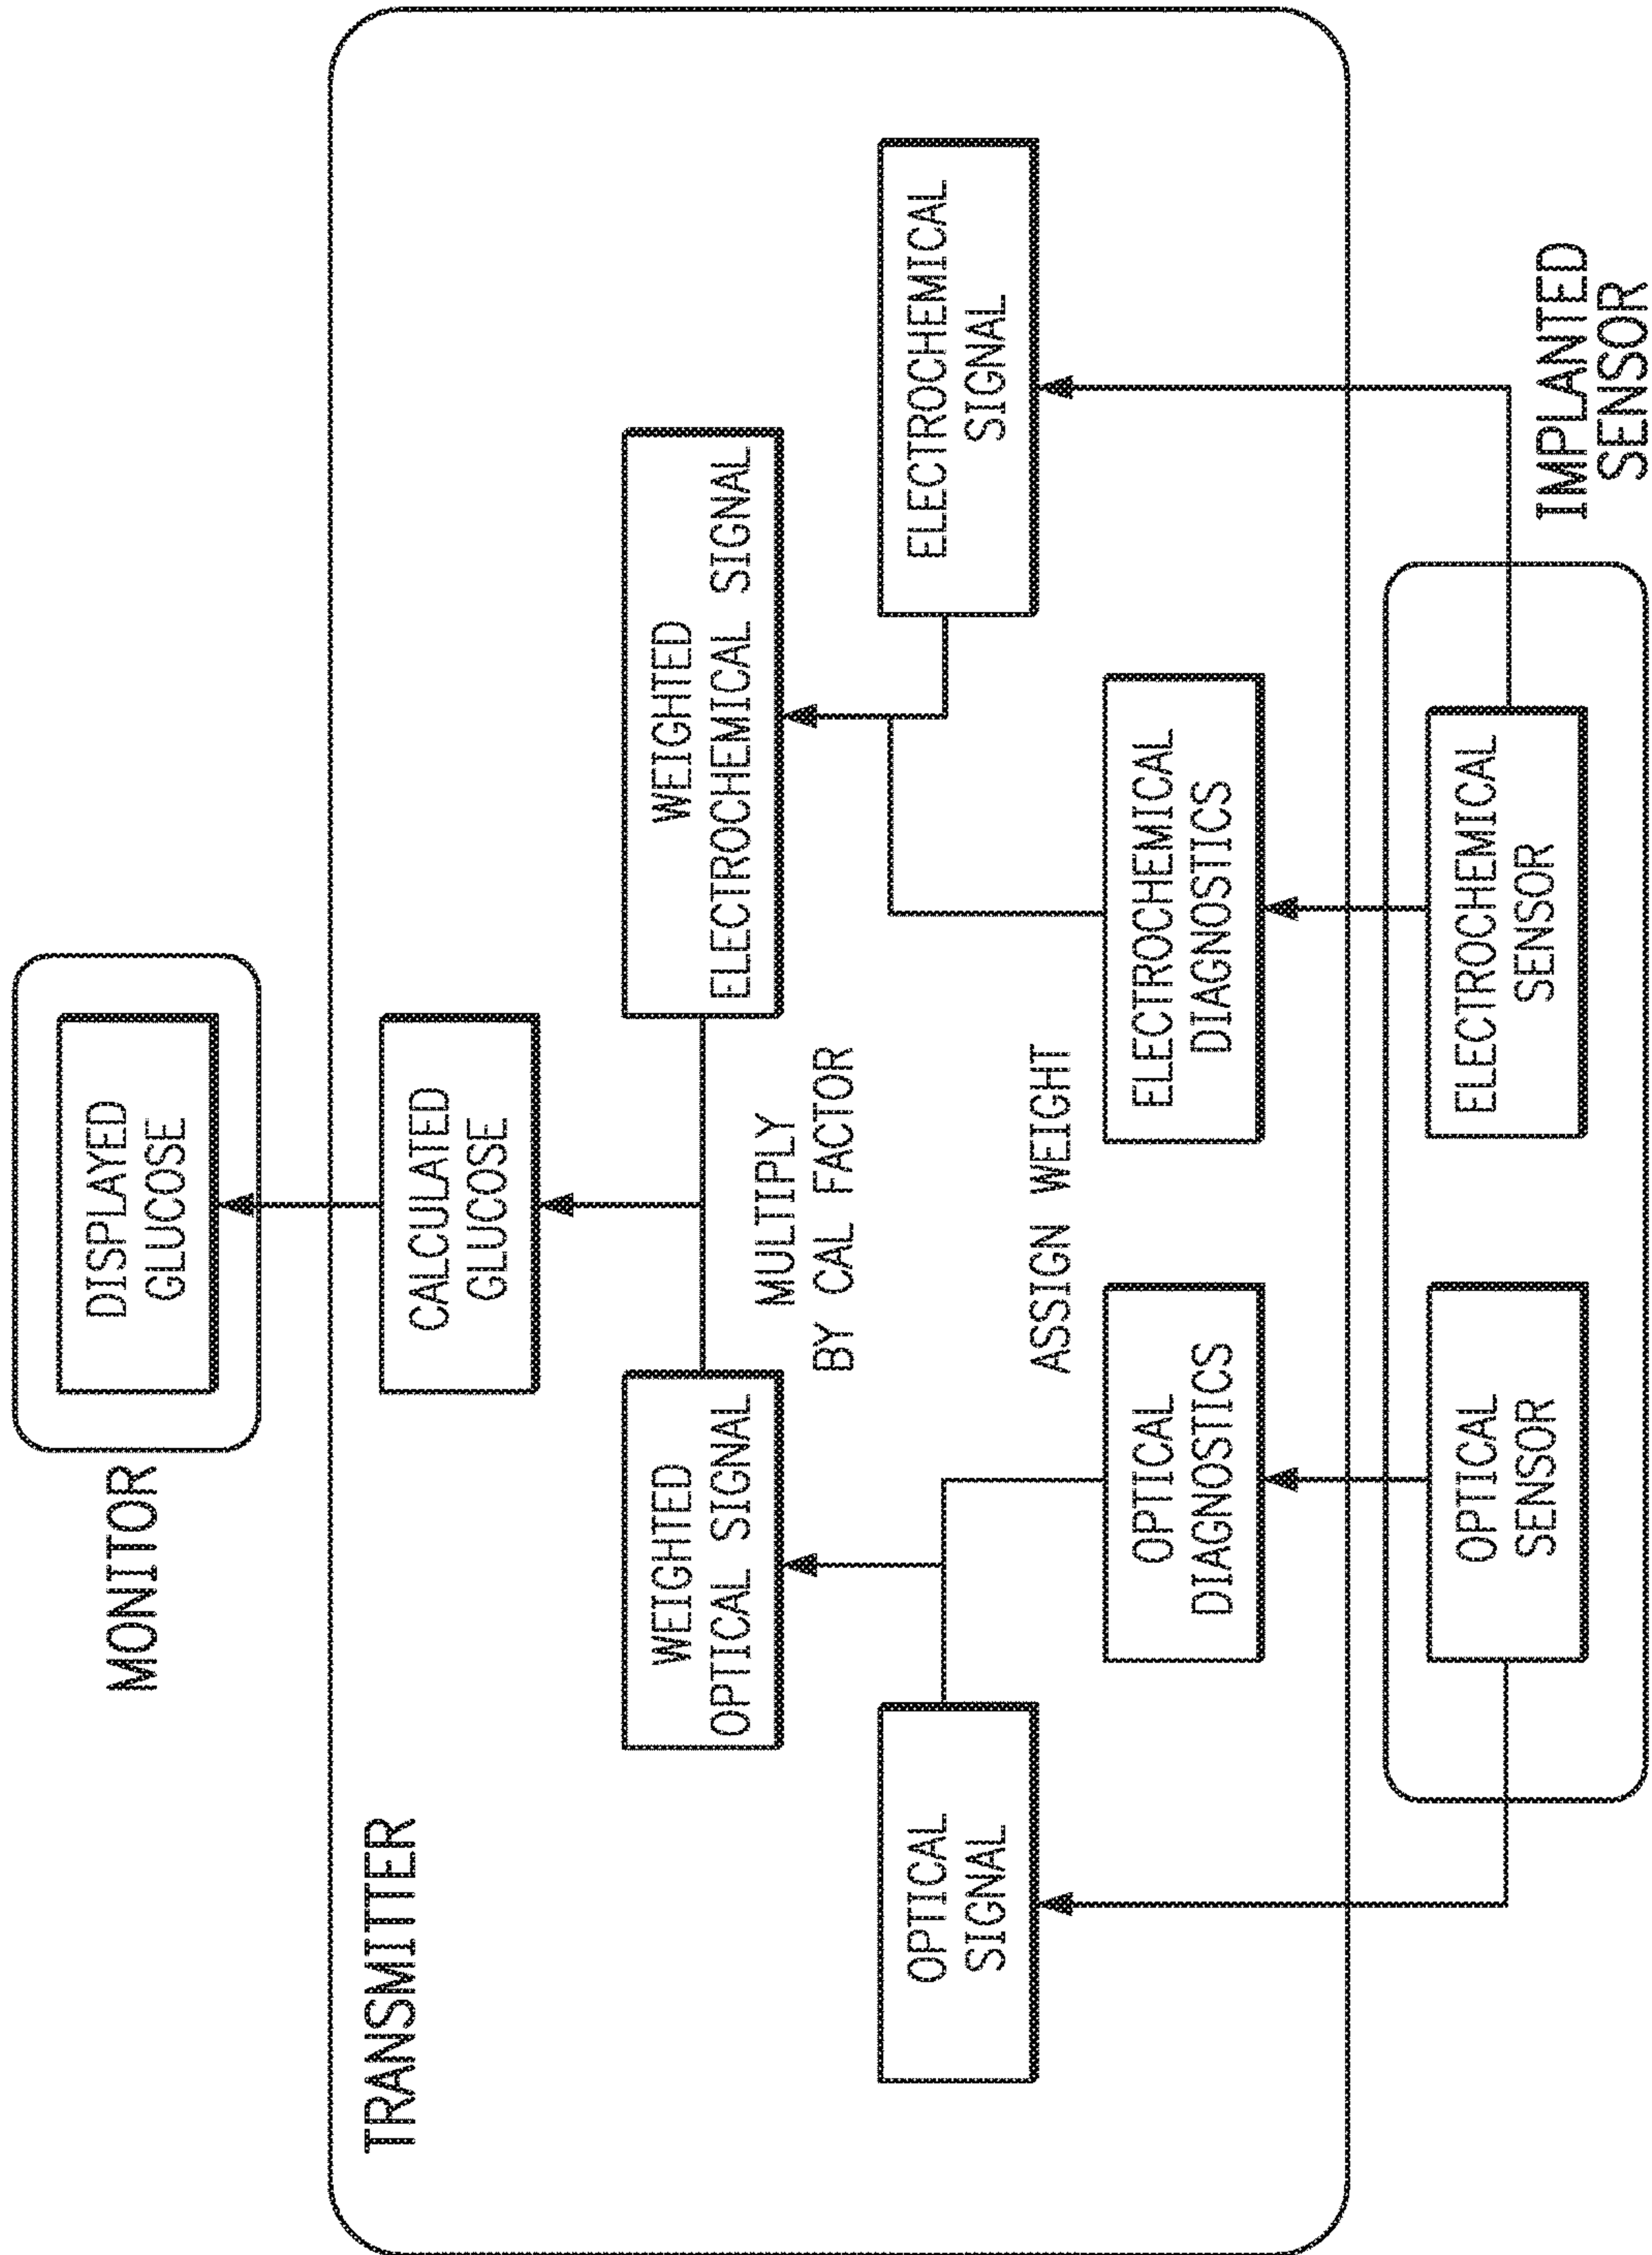 MONITOR
DISPLAYED
GLUCOSE
TRANSMITTER
CALCULATED
GLUCOSE
WEIGHTED
OPTICAL SIGNAL
WEIGHTED
ELECTROCHEMICAL SIGNAL
MULTIPLY
BY CAL FACTOR
OPTICAL
SIGNAL
ELECTROCHEMICAL
SIGNAL
ASSIGN WEIGHT
OPTICAL
DIAGNOSTICS
ELECTROCHEMICAL
DIAGNOSTICS
OPTICAL
SENSOR
ELECTROCHEMICAL
SENSOR
IMPLANTED
SENSOR